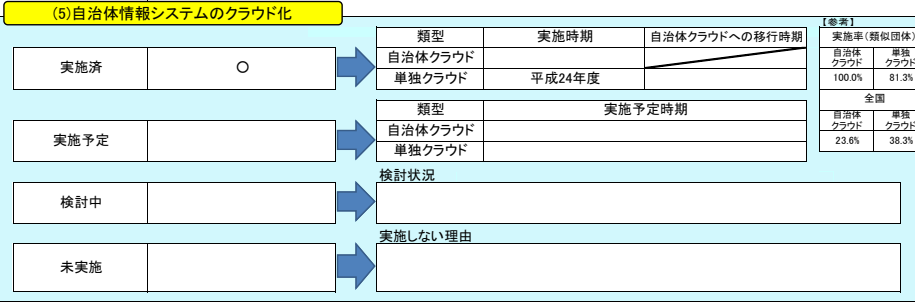 (5)自治体情報システムのクラウド化
実施済 ○
類型 実施時期 自治体クラウドへの移行時期
自治体クラウド
単独クラウド 平成24年度
【参考】
実施率(類似団体)
自治体クラウド 単独クラウド
100.0% 81.3%
全国
自治体クラウド 単独クラウド
23.6% 38.3%
実施予定
類型 実施予定時期
自治体クラウド
単独クラウド
検討中
検討状況
未実施
実施しない理由